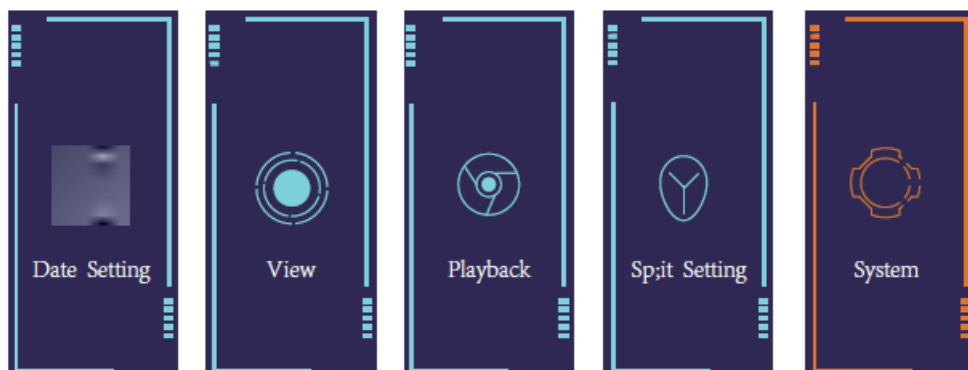 Date Setting
View
Playback
Sp;it Setting
System